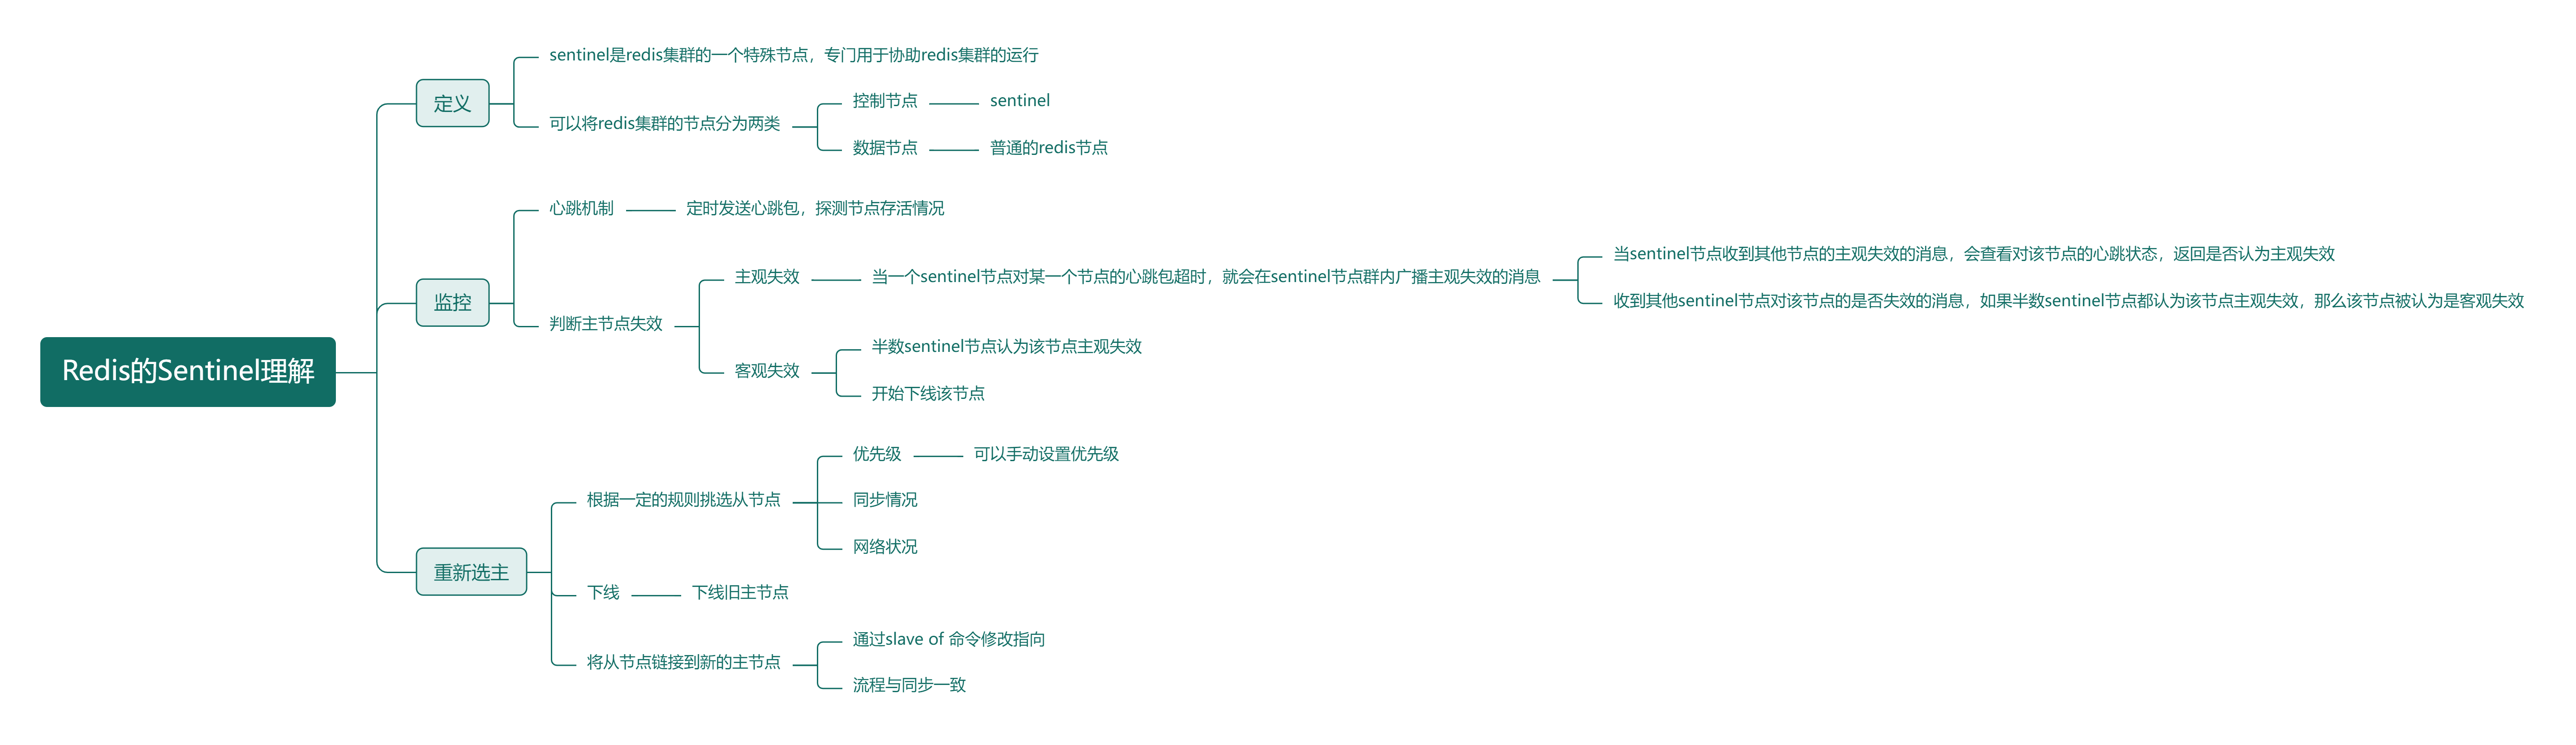 Redis的Sentinel理解
定义
sentinel是redis集群的一个特殊节点，专门用于协助redis集群的运行
可以将redis集群的节点分为两类
控制节点
sentinel
数据节点
普通的redis节点
监控
心跳机制
定时发送心跳包，探测节点存活情况
判断主节点失效
主观失效
当一个sentinel节点对某一个节点的心跳包超时，就会在sentinel节点群内广播主观失效的消息
当sentinel节点收到其他节点的主观失效的消息，会查看对该节点的心跳状态，返回是否认为主观失效
收到其他sentinel节点对该节点的是否失效的消息，如果半数sentinel节点都认为该节点主观失效，那么该节点被认为是客观失效
客观失效
半数sentinel节点认为该节点主观失效
开始下线该节点
重新选主
根据一定的规则挑选从节点
优先级
可以手动设置优先级
同步情况
网络状况
下线
下线旧主节点
将从节点链接到新的主节点
通过slave of 命令修改指向
流程与同步一致